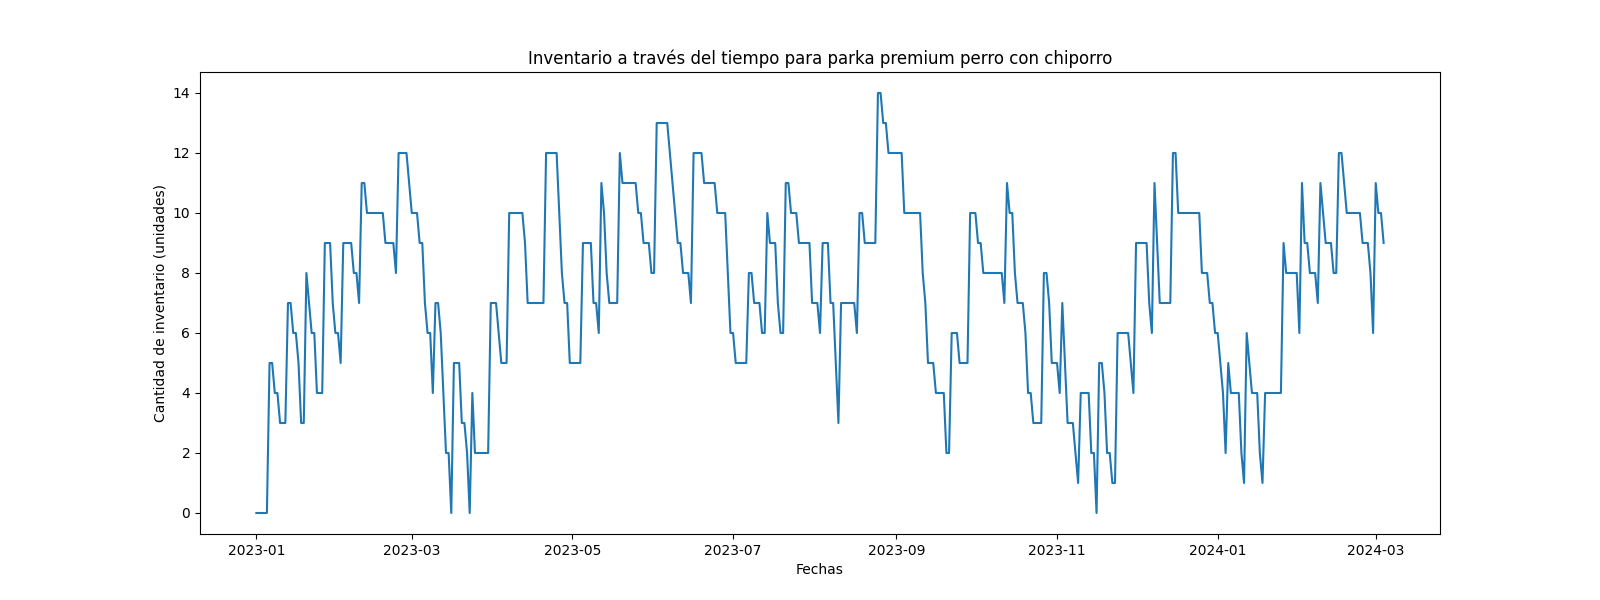 Inventario a través del tiempo para parka premium perro con chiporro
Cantidad de inventario (unidades)
14
12
10
8
6
4
2
0
2023-01 2023-03 2023-05 2023-07 2023-09 2023-11 2024-01 2024-03
Fechas